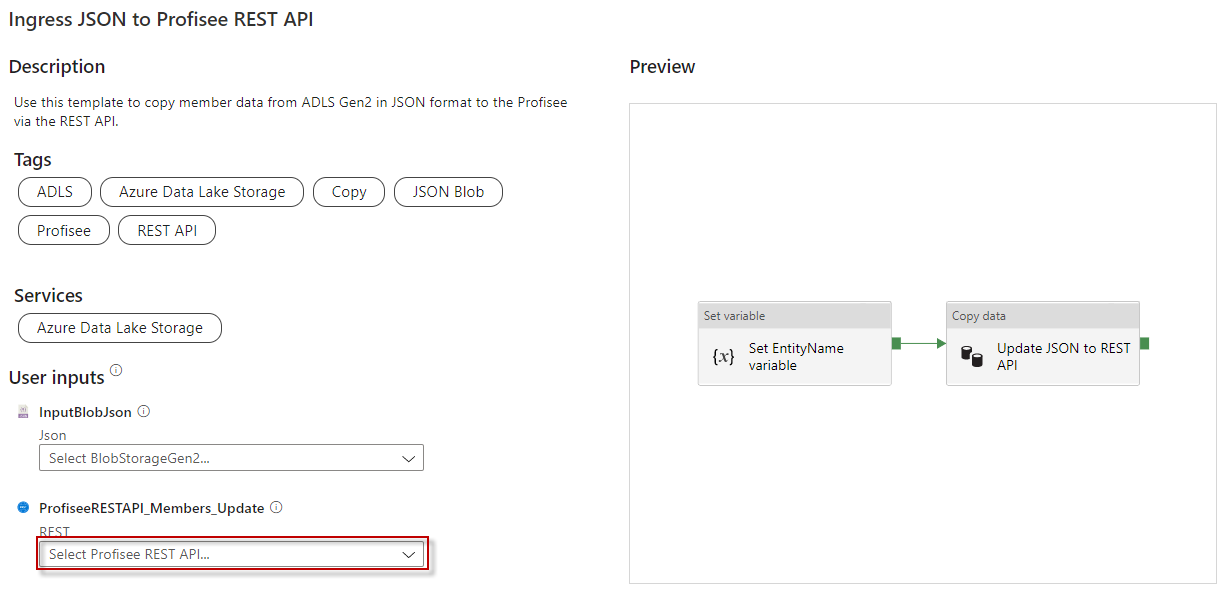 Ingress JSON to Profisee REST API
Description
Use this template to copy member data from ADLS Gen2 in JSON format to the Profisee
via the REST API.
Tags
ADLS
Azure Data Lake Storage
Copy
JSON Blob
Profisee
REST API
Services
Azure Data Lake Storage
User inputs
InputBlobJson
Json
Select BlobStorageGen2...
ProfiseeRESTAPI_Members_Update
REST
Select Profisee REST API...
Preview
Set variable
{x}
Set EntityName
variable
Copy data
Update JSON to REST
API